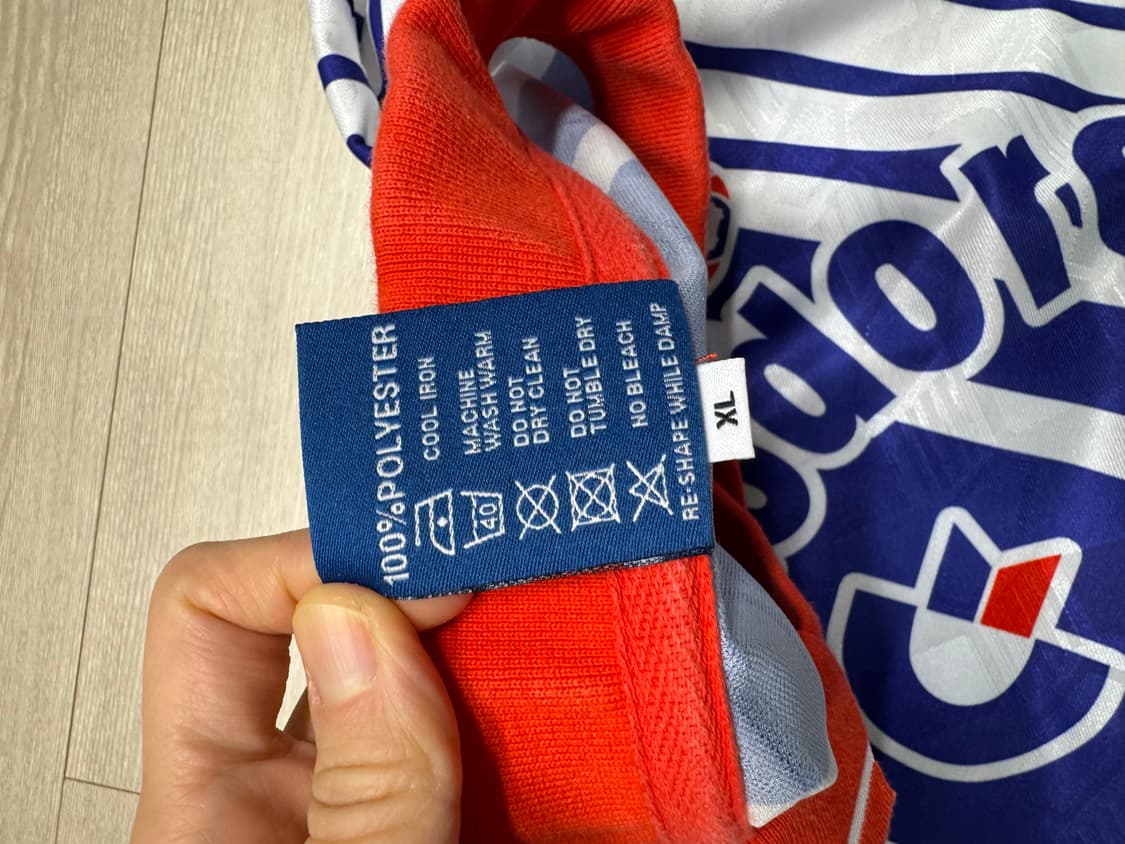 100%POLYESTER
COOL IRON
MACHINE
WASH WARM
40
DO NOT
DRY CLEAN
DO NOT
TUMBLE DRY
NO BLEACH
RE-SHAPE WHILE DAMP
XL